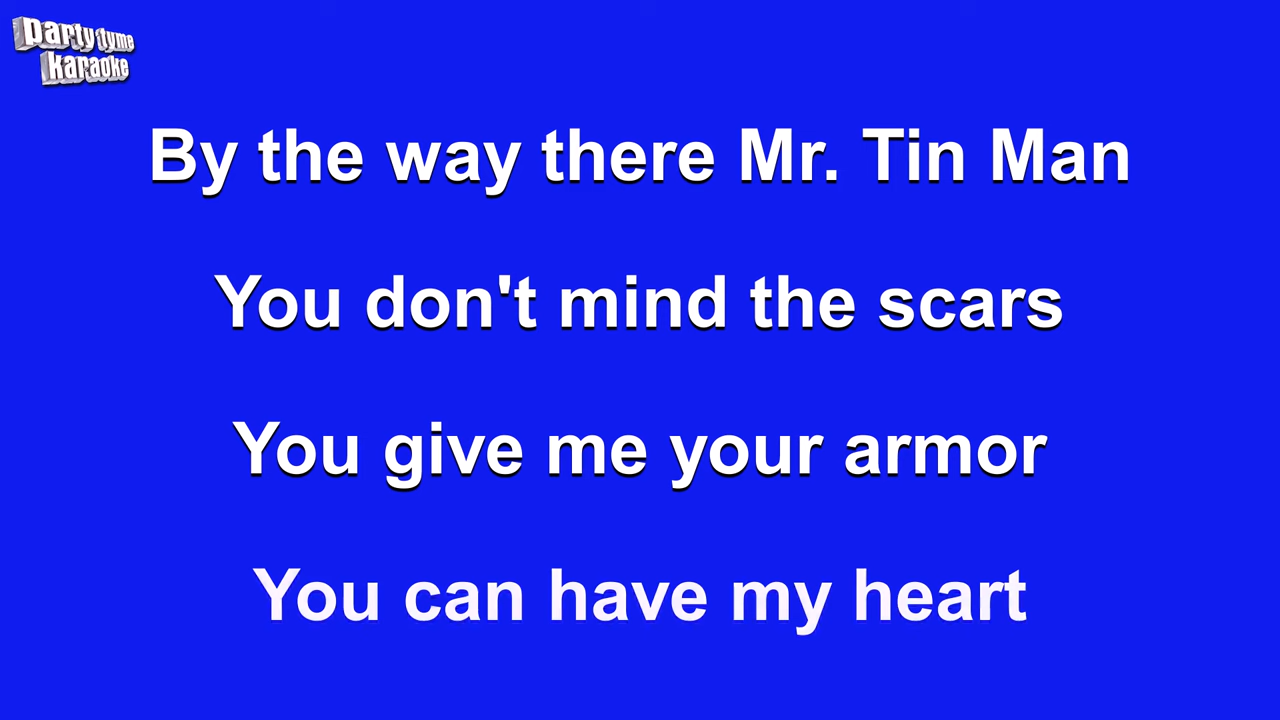 party tyme
karaoke
By the way there Mr. Tin Man
You don't mind the scars
You give me your armor
You can have my heart